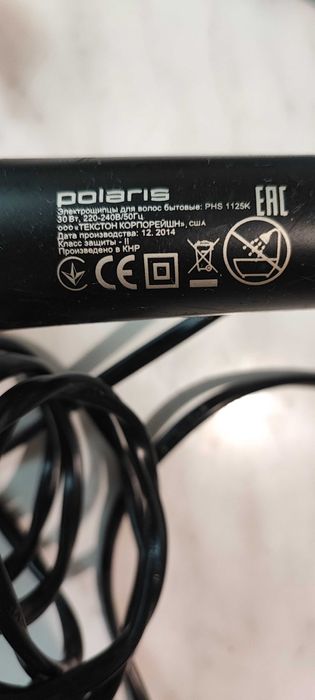 polaris
Электрощипцы для волос бытовые: PHS 1125K
30 Вт, 220-240В/50Гц
ООО «ТЕКСТОН КОРПОРЕЙШН», США
Дата производства: 12. 2014
Класс защиты - II
Произведено в КНР
EAC
CE